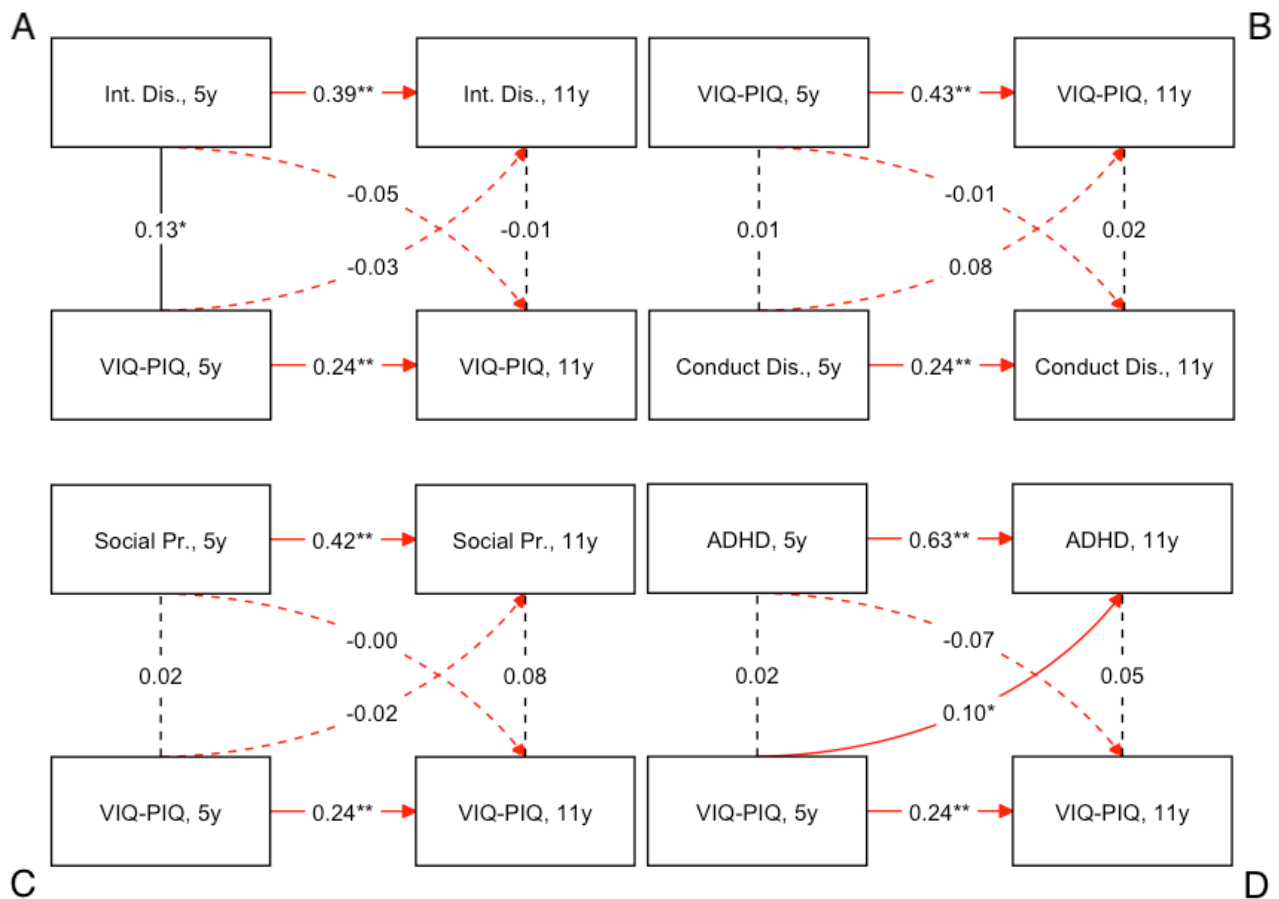 A
B
Int. Dis., 5y
0.39**
Int. Dis., 11y
-0.05
0.13*
-0.01
-0.03
VIQ-PIQ, 5y
0.24**
VIQ-PIQ, 11y
VIQ-PIQ, 5y
0.43**
VIQ-PIQ, 11y
-0.01
0.01
0.02
0.08
Conduct Dis., 5y
0.24**
Conduct Dis., 11y
Social Pr., 5y
0.42**
Social Pr., 11y
-0.00
0.02
0.08
-0.02
VIQ-PIQ, 5y
0.24**
VIQ-PIQ, 11y
ADHD, 5y
0.63**
ADHD, 11y
-0.07
0.02
0.05
0.10*
VIQ-PIQ, 5y
0.24**
VIQ-PIQ, 11y
C
D